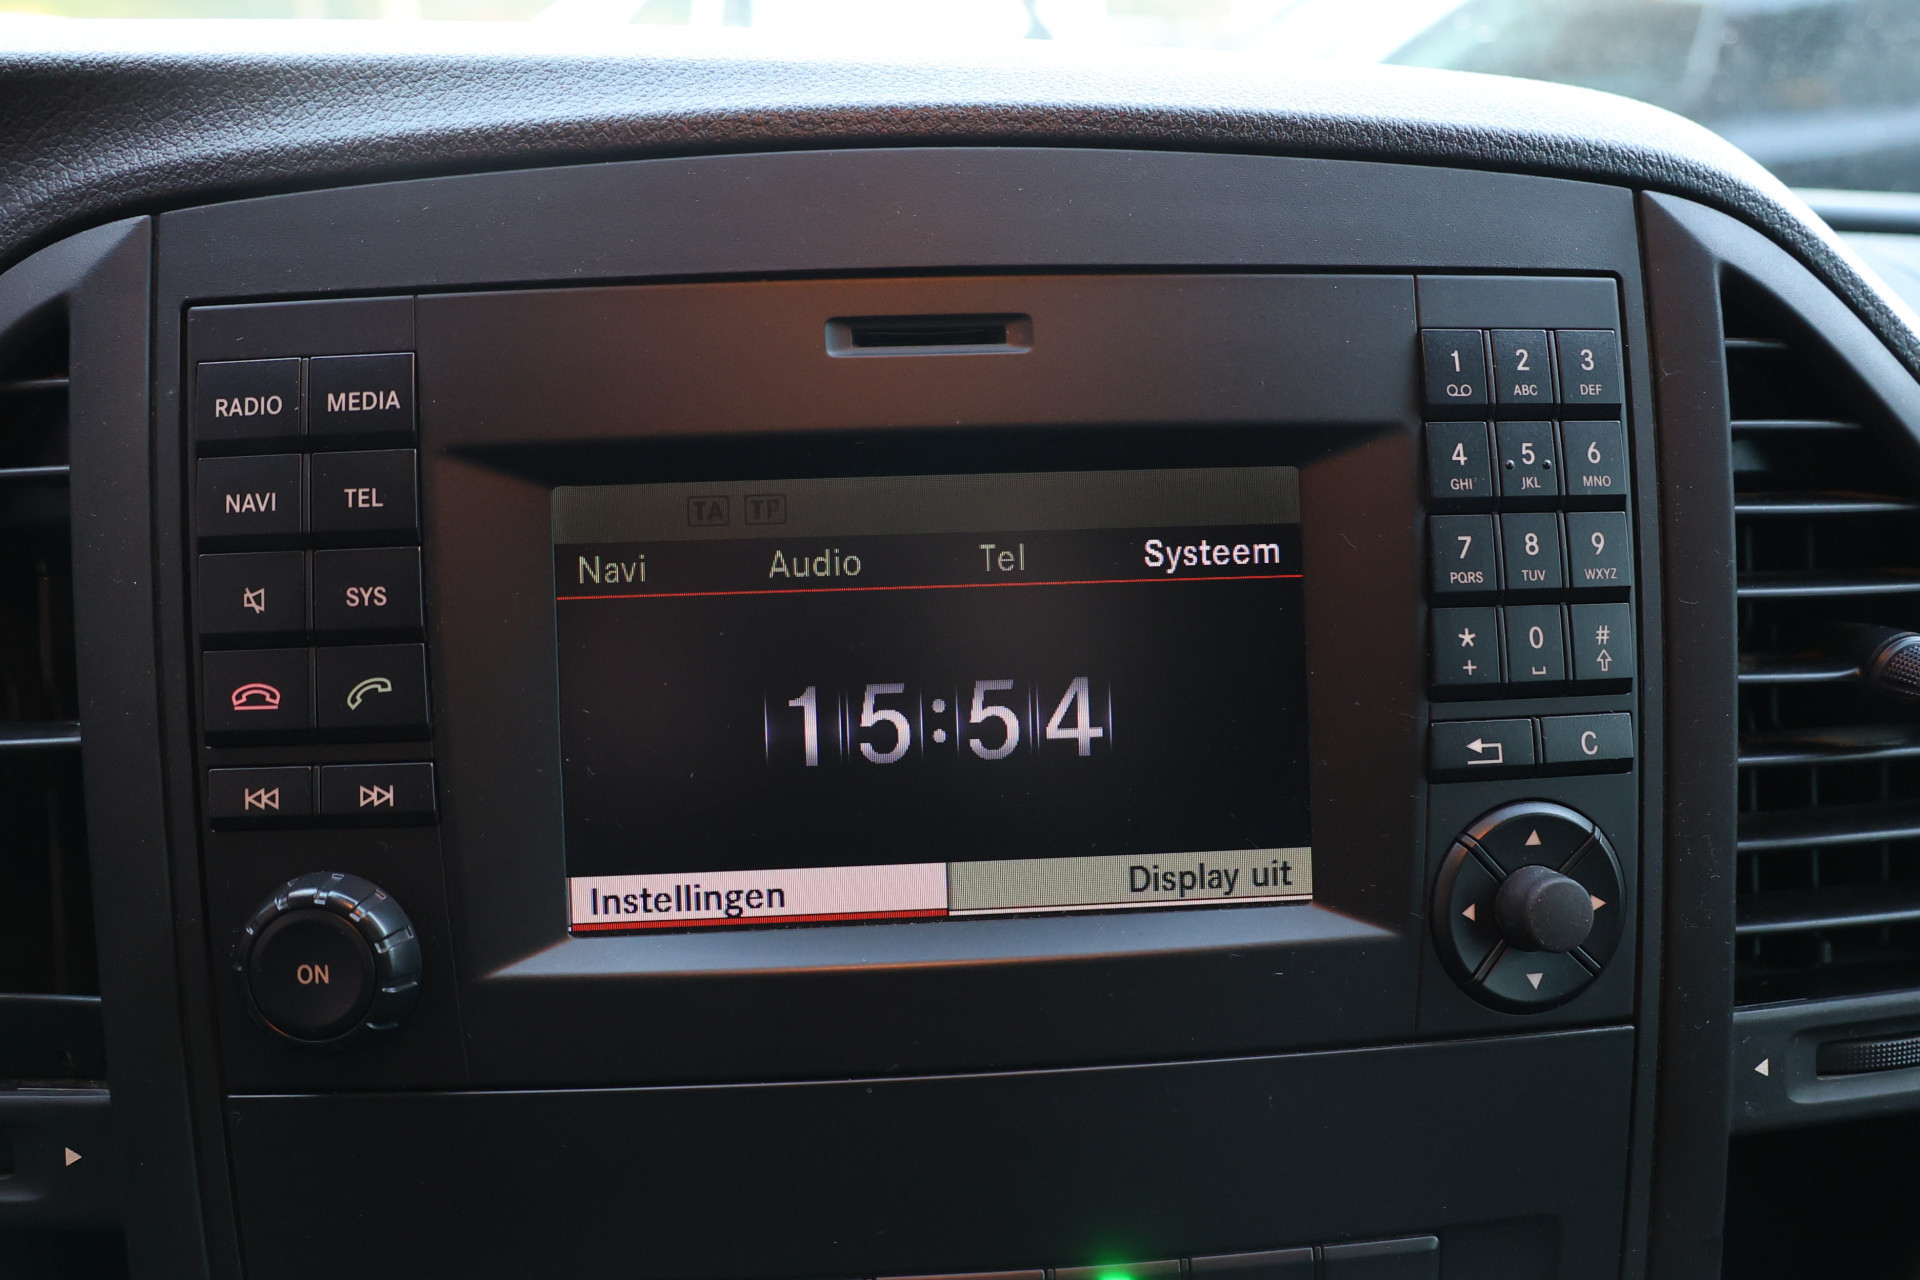 RADIO MEDIA
NAVI TEL
SYS
ON
TA TP
Navi Audio Tel Systeem
15:54
Instellingen Display uit
1 2 3
ABC DEF
4 5 6
GHI JKL MNO
7 8 9
PQRS TUV WXYZ
* 0 #
+
C